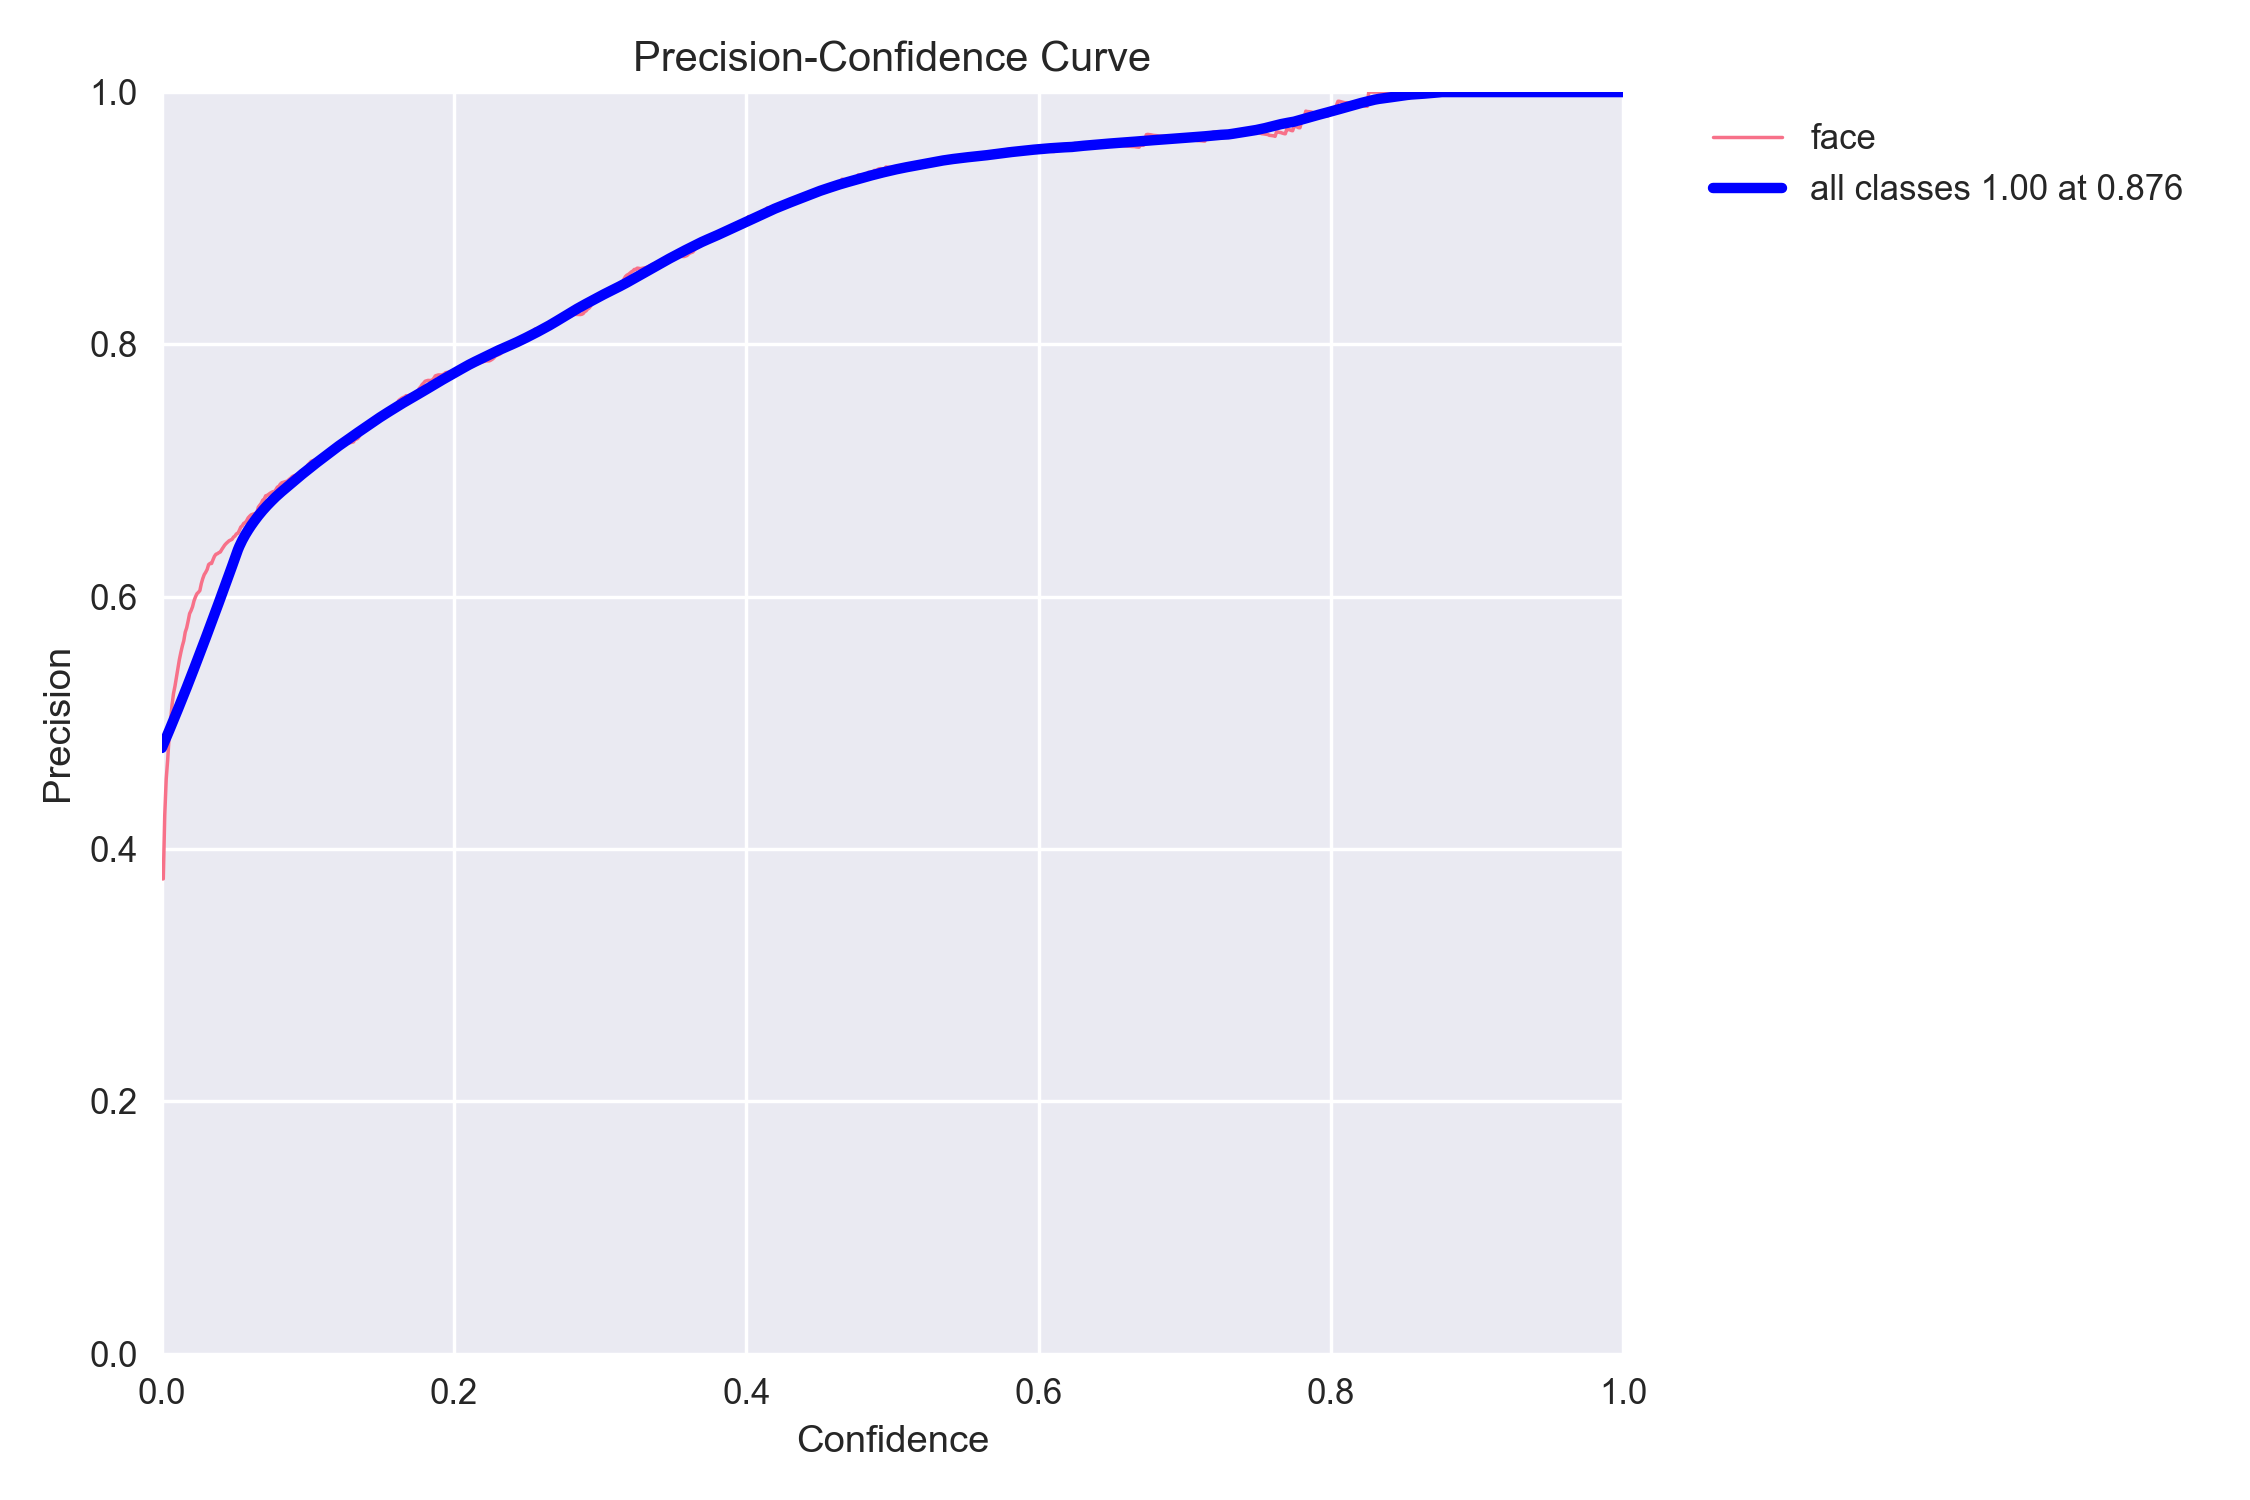 Precision-Confidence Curve
1.0
0.8
0.6
0.4
0.2
0.0
Precision
0.0 0.2 0.4 0.6 0.8 1.0
Confidence
face
all classes 1.00 at 0.876